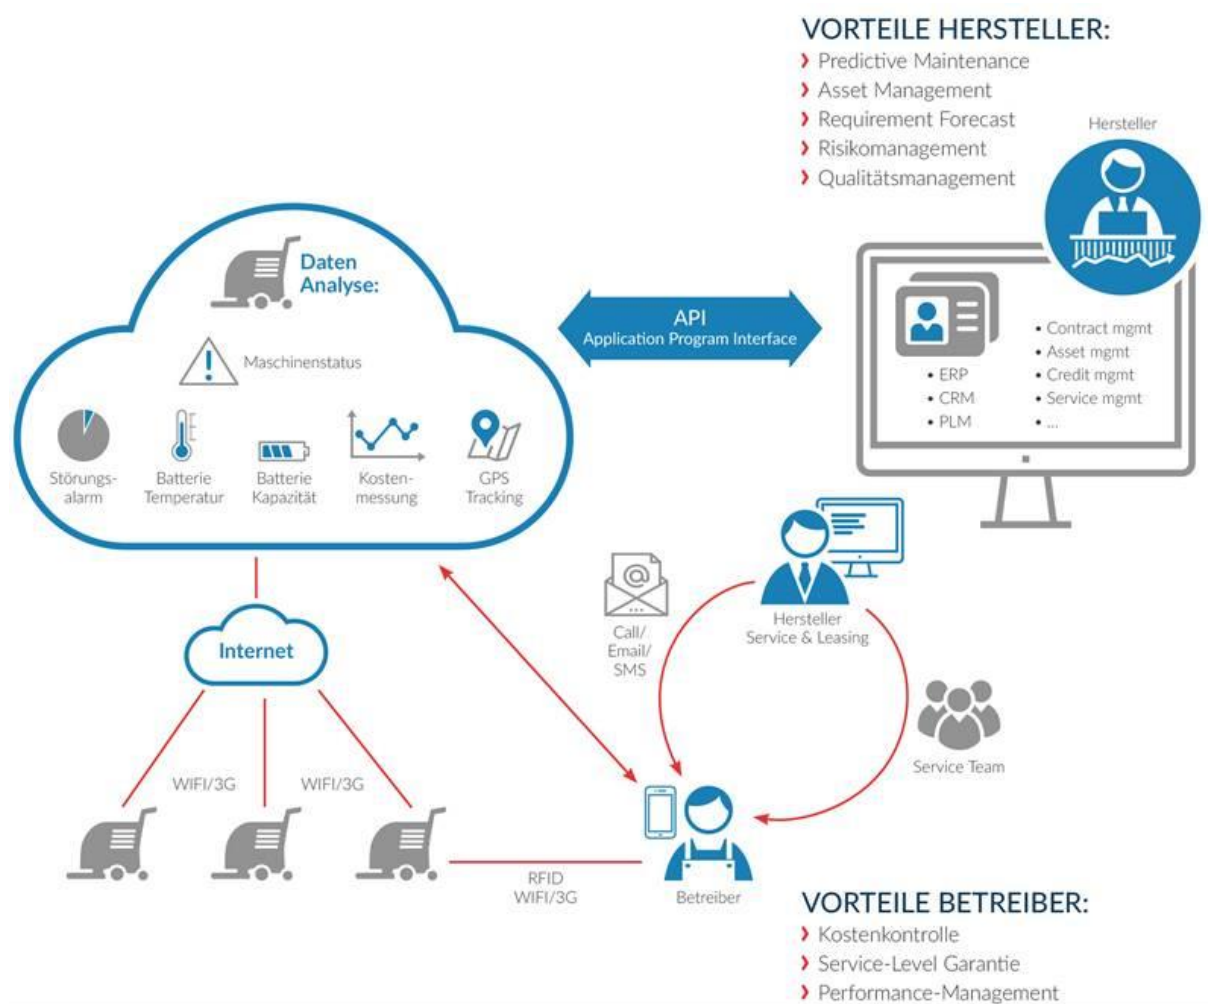 VORTEILE HERSTELLER:
Predictive Maintenance
Asset Management
Requirement Forecast
Risikomanagement
Qualitätsmanagement
Hersteller
Daten
Analyse:
Maschinenstatus
Störungs-
alarm
Batterie
Temperatur
Batterie
Kapazität
Kosten-
messung
GPS
Tracking
API
Application Program Interface
• ERP
• CRM
• PLM
• Contract mgmt
• Asset mgmt
• Credit mgmt
• Service mgmt
• ...
Internet
WIFI/3G
WIFI/3G
@
Call/
Email/
SMS
Hersteller
Service & Leasing
Service Team
RFID
WIFI/3G
Betreiber
VORTEILE BETREIBER:
Kostenkontrolle
Service-Level Garantie
Performance-Management